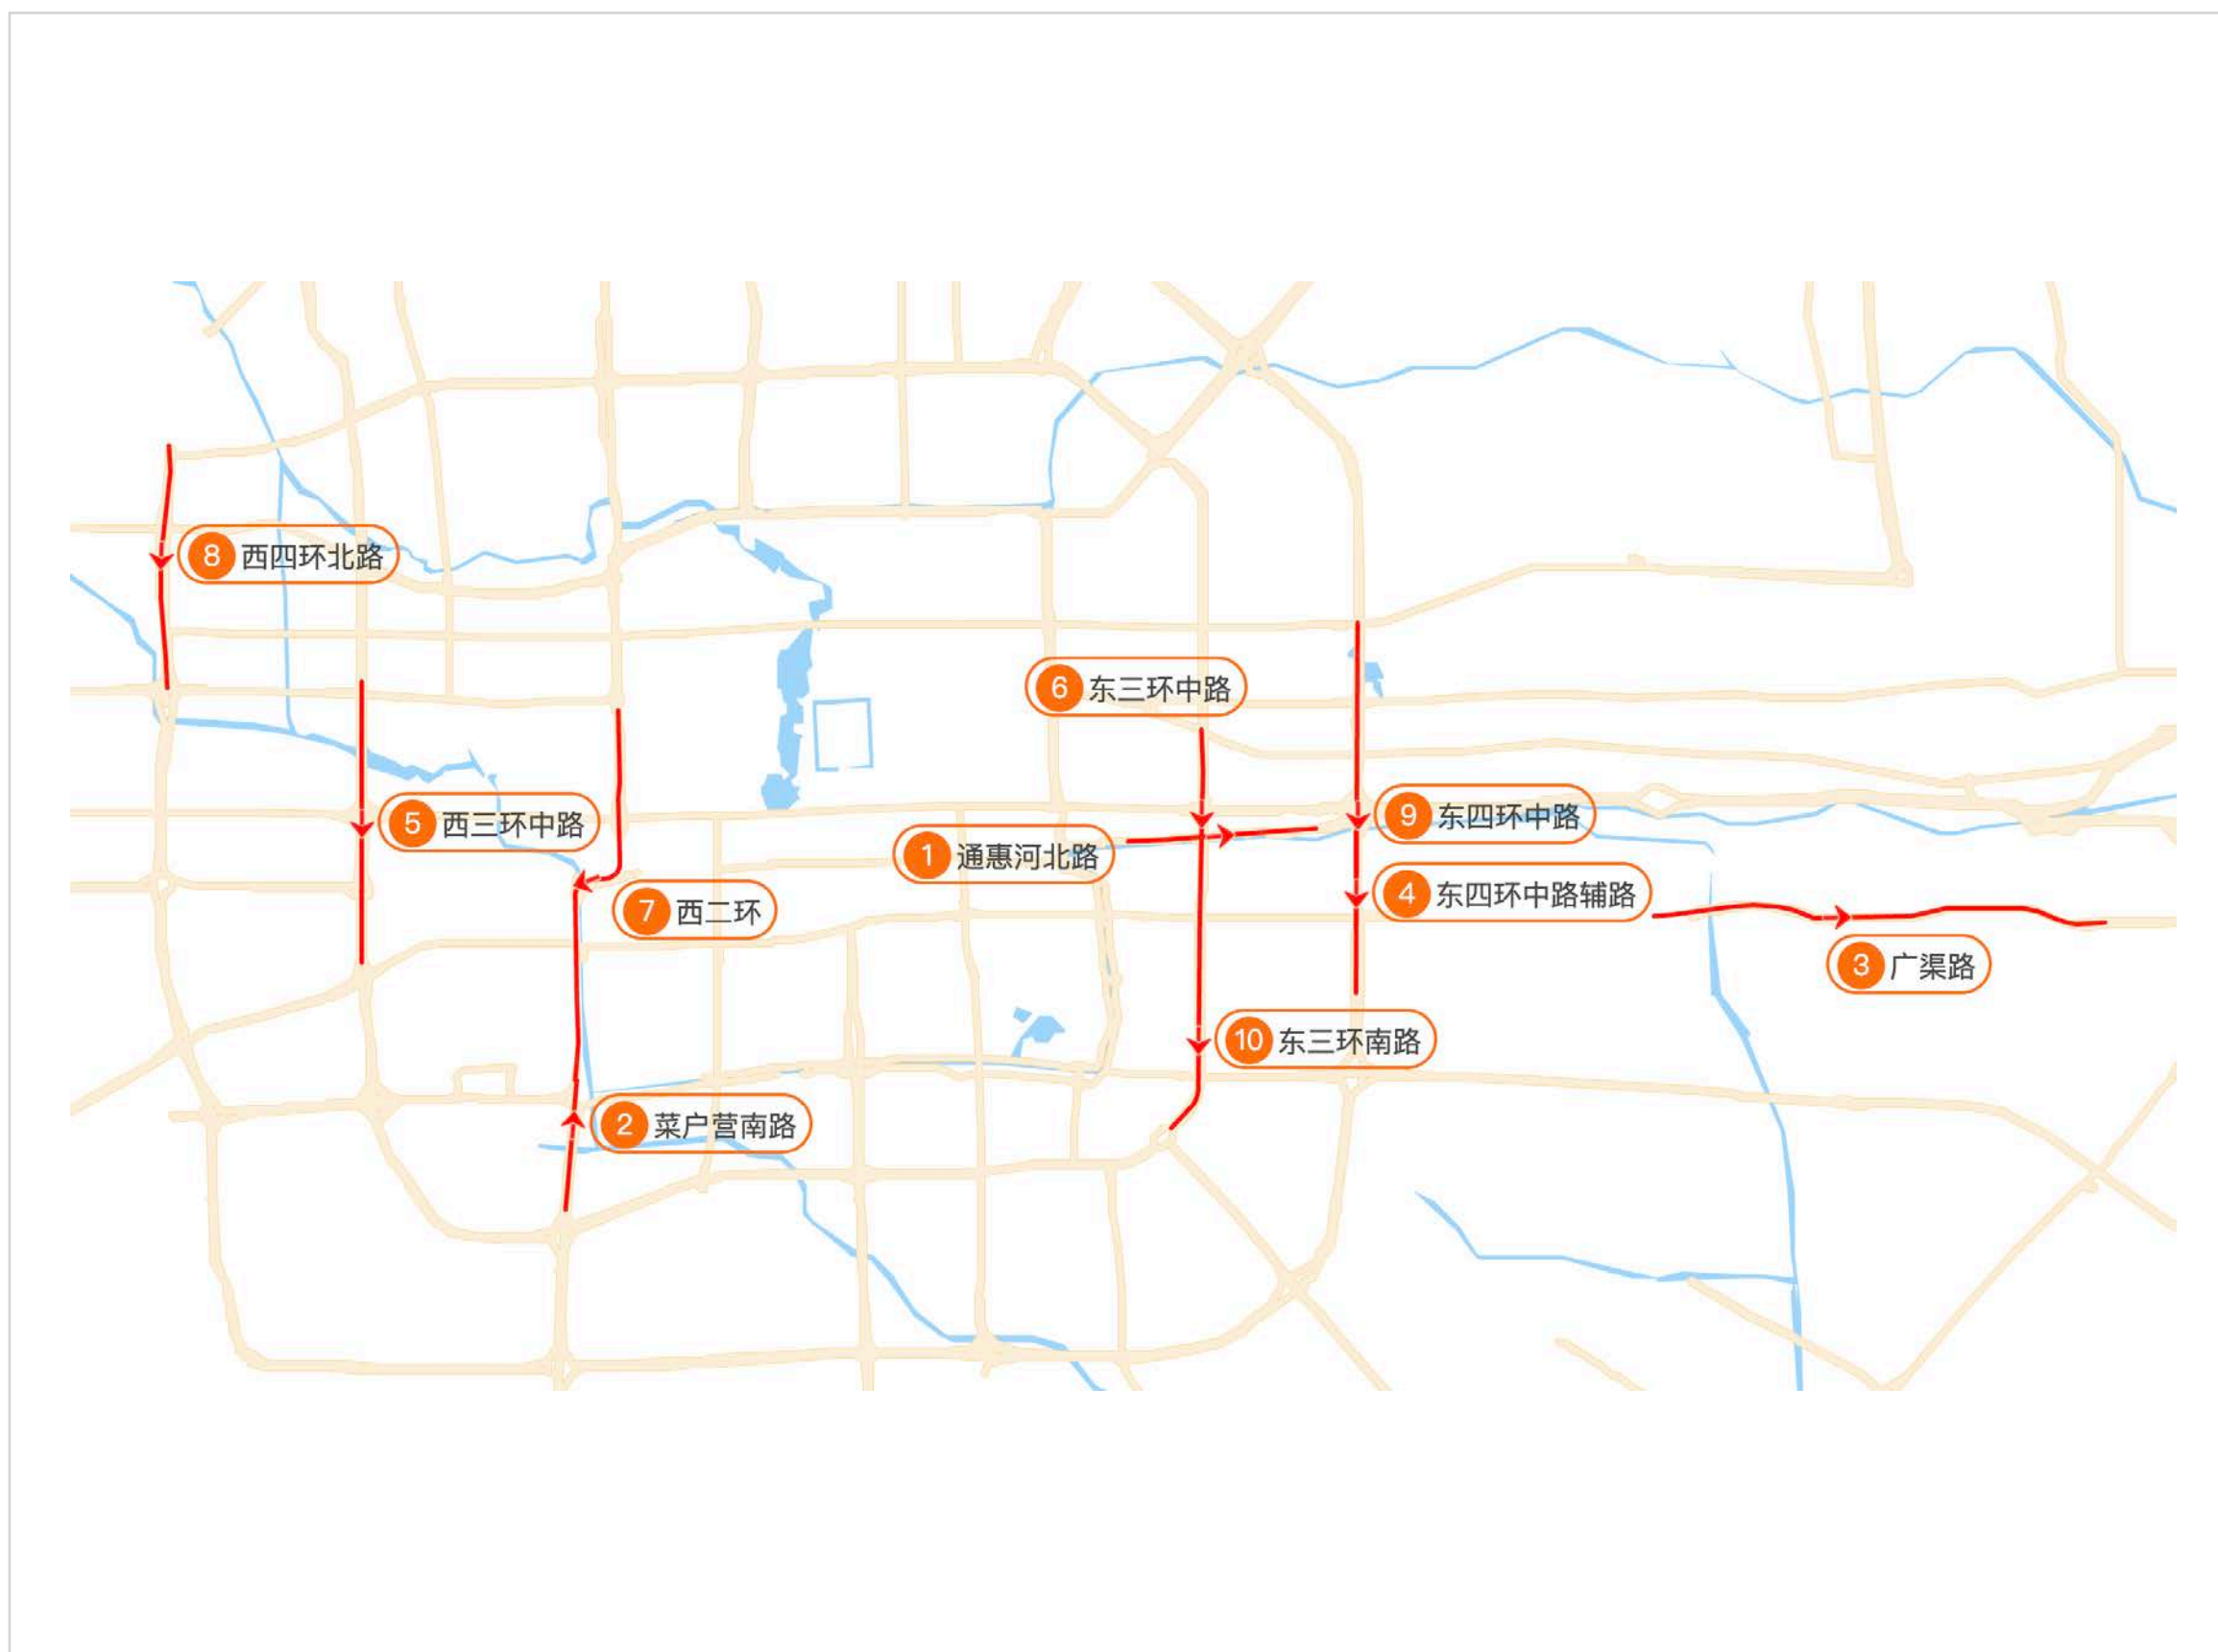 8 西四环北路
6 东三环中路
9 东四环中路
5 西三环中路
1 通惠河北路
4 东四环中路辅路
7 西二环
3 广渠路
10 东三环南路
2 菜户营南路